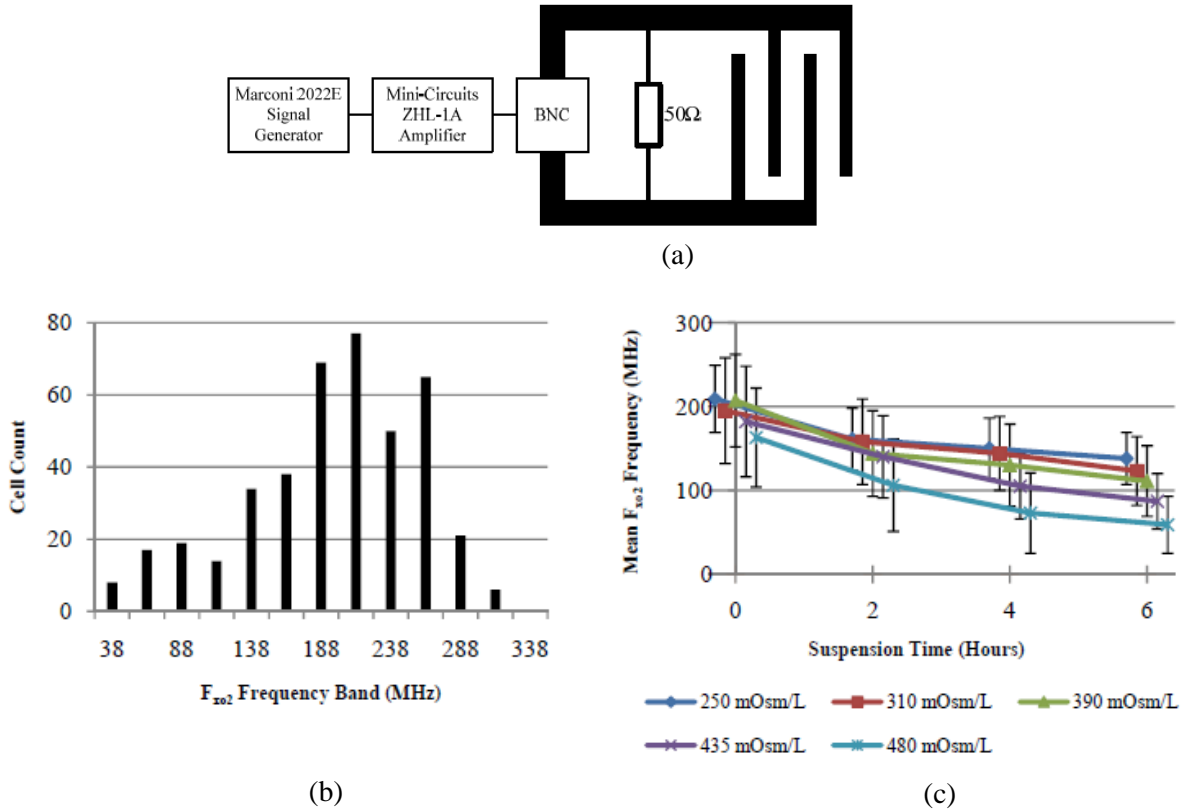 Marconi 2022E
Signal
Generator
Mini-Circuits
ZHL-1A
Amplifier
BNC
50Ω
(a)
80
60
40
20
0
Cell Count
38 88 138 188 238 288 338
Fxo2 Frequency Band (MHz)
(b)
300
200
100
0
Mean Fxo2 Frequency (MHz)
0 2 4 6
Suspension Time (Hours)
250 mOsm/L 310 mOsm/L 390 mOsm/L
435 mOsm/L 480 mOsm/L
(c)